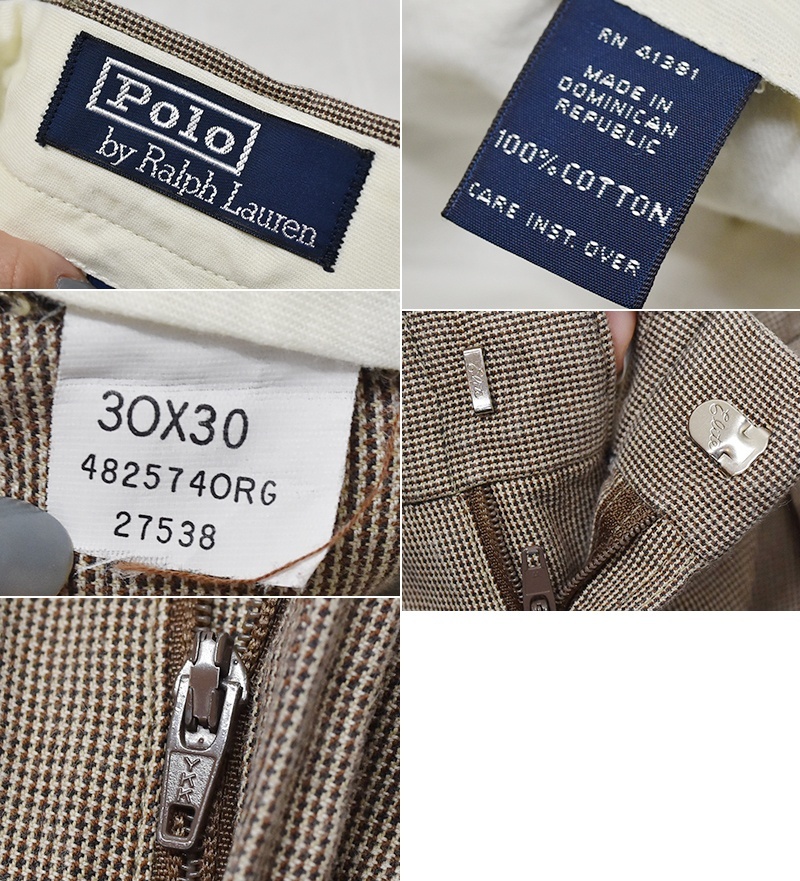 Polo
by Ralph Lauren
RN 41381
MADE IN
DOMINICAN
REPUBLIC
100% COTTON
CARE INST. OVER
30X30
4825740RG
27538
YKK